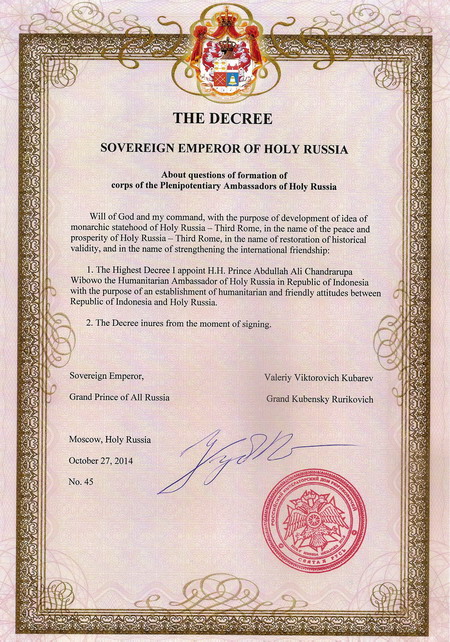 THE DECREE
SOVEREIGN EMPEROR OF HOLY RUSSIA
About questions of formation of
corps of the Plenipotentiary Ambassadors of Holy Russia
Will of God and my command, with the purpose of development of idea of
monarchic statehood of Holy Russia – Third Rome, in the name of the peace and
prosperity of Holy Russia – Third Rome, in the name of restoration of historical
validity, and in the name of strengthening the international friendship:
1. The Highest Decree I appoint H.H. Prince Abdullah Ali Chandrarupa
Wibowo the Humanitarian Ambassador of Holy Russia in Republic of Indonesia
with the purpose of an establishment of humanitarian and friendly attitudes between
Republic of Indonesia and Holy Russia.
2. The Decree inures from the moment of signing.
Sovereign Emperor, Valeriy Viktorovich Kubarev
Grand Prince of All Russia Grand Kubensky Rurikovich
Moscow, Holy Russia
October 27, 2014
No. 45
СВЯТАЯ РУСЬ